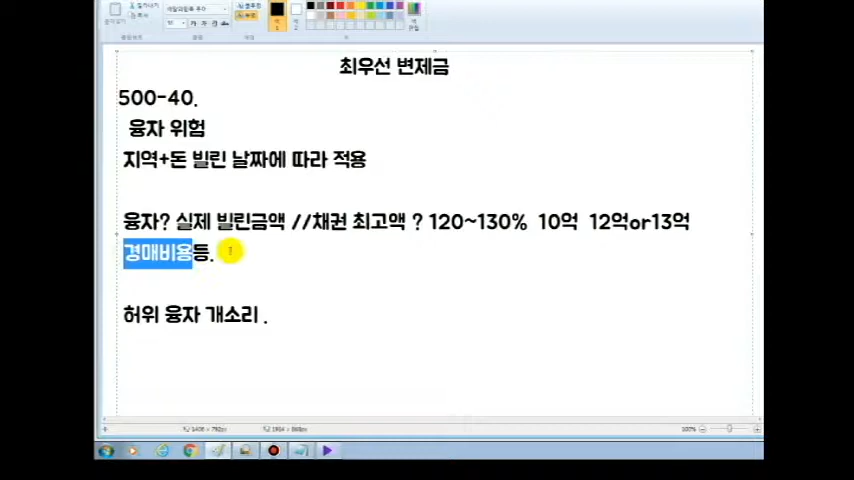 최우선 변제금
500-40.
융자 위험
지역+돈 빌린 날짜에 따라 적용
융자? 실제 빌린금액 //채권 최고액 ? 120~130% 10억 12억or13억
경매비용등.
허위 융자 개소리 .
100%